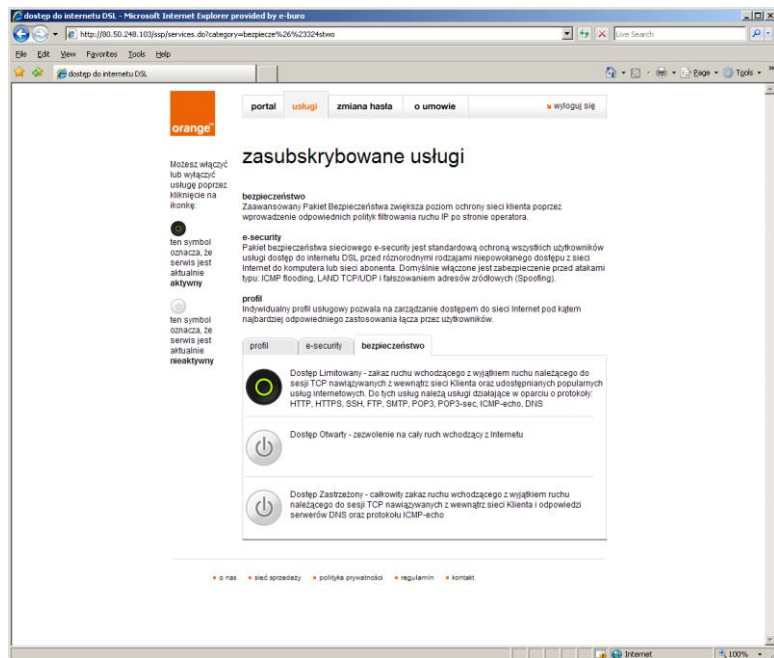 dostęp do internetu DSL - Microsoft Internet Explorer provided by e-buro
http://80.50.248.103/ssp/services.do?category=bezpiecze%26%23324stwo
Live Search
File Edit View Favorites Tools Help
dostęp do internetu DSL
Page Tools
orange™
portal usługi zmiana hasła o umowie wyloguj się
zasubskrybowane usługi
Możesz włączyć
lub wyłączyć
usługę poprzez
kliknięcie na
ikonkę:
ten symbol
oznacza, że
serwis jest
aktualnie
aktywny
ten symbol
oznacza, że
serwis jest
aktualnie
nieaktywny
bezpieczeństwo
Zaawansowany Pakiet Bezpieczeństwa zwiększa poziom ochrony sieci klienta poprzez
wprowadzenie odpowiednich polityk filtrowania ruchu IP po stronie operatora.
e-security
Pakiet bezpieczeństwa sieciowego e-security jest standardową ochroną wszystkich użytkowników
usługi dostęp do internetu DSL przed różnorodnymi rodzajami niepowołanego dostępu z sieci
Internet do komputera lub sieci abonenta. Domyślnie włączone jest zabezpieczenie przed atakami
typu: ICMP flooding, LAND TCP/UDP i fałszowaniem adresów źródłowych (Spoofing).
profil
Indywidualny profil usługowy pozwala na zarządzanie dostępem do sieci Internet pod kątem
najbardziej odpowiedniego zastosowania łącza przez użytkowników.
profil e-security bezpieczeństwo
Dostęp Limitowany - zakaz ruchu wchodzącego z wyjątkiem ruchu należącego do
sesji TCP nawiązywanych z wewnątrz sieci Klienta oraz udostępnianych popularnych
usług internetowych. Do tych usług należą usługi działające w oparciu o protokoły:
HTTP, HTTPS, SSH, FTP, SMTP, POP3, POP3-sec, ICMP-echo, DNS
Dostęp Otwarty - zezwolenie na cały ruch wchodzący z Internetu
Dostęp Zastrzeżony - całkowity zakaz ruchu wchodzącego z wyjątkiem ruchu
należącego do sesji TCP nawiązywanych z wewnątrz sieci Klienta i odpowiedzi
serwerów DNS oraz protokołu ICMP-echo
o nas sieć sprzedaży polityka prywatności regulamin kontakt
Internet 100%